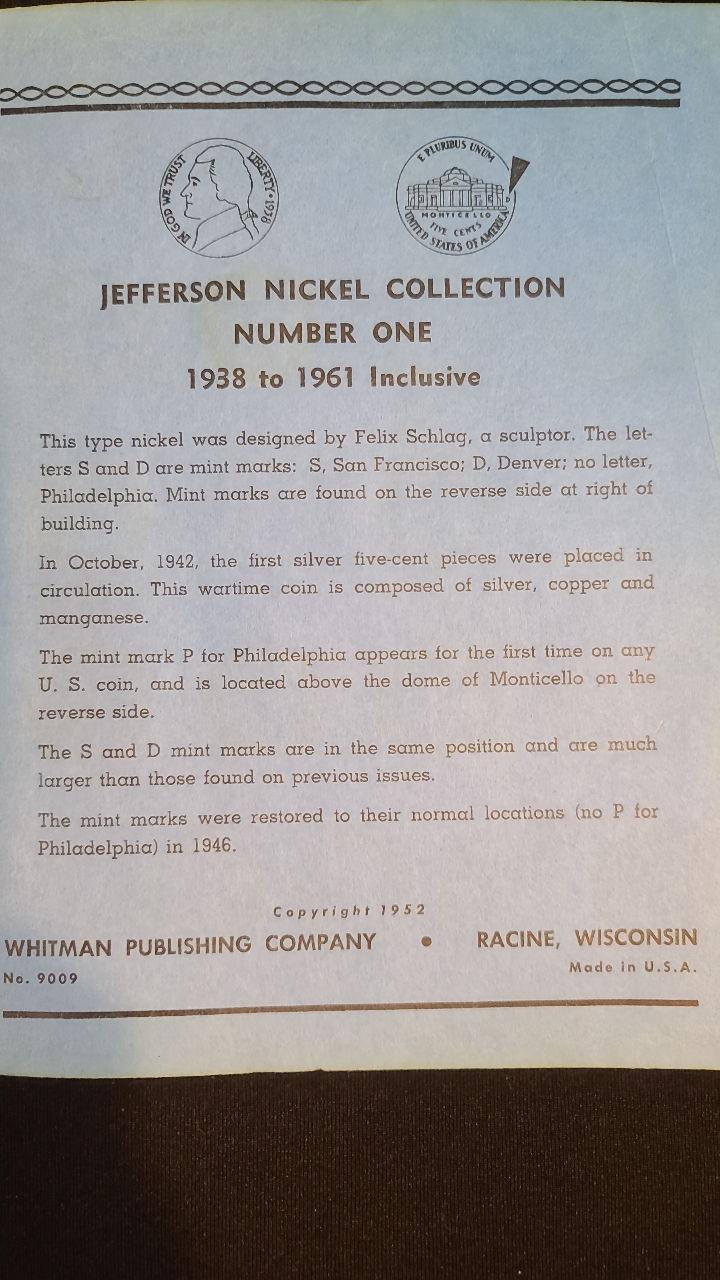 IN GOD WE TRUST LIBERTY • 1938
E PLURIBUS UNUM
MONTICELLO
FIVE CENTS
UNITED STATES OF AMERICA
D
JEFFERSON NICKEL COLLECTION
NUMBER ONE
1938 to 1961 Inclusive
This type nickel was designed by Felix Schlag, a sculptor. The let-
ters S and D are mint marks: S, San Francisco; D, Denver; no letter,
Philadelphia. Mint marks are found on the reverse side at right of
building.
In October, 1942, the first silver five-cent pieces were placed in
circulation. This wartime coin is composed of silver, copper and
manganese.
The mint mark P for Philadelphia appears for the first time on any
U. S. coin, and is located above the dome of Monticello on the
reverse side.
The S and D mint marks are in the same position and are much
larger than those found on previous issues.
The mint marks were restored to their normal locations (no P for
Philadelphia) in 1946.
Copyright 1952
WHITMAN PUBLISHING COMPANY • RACINE, WISCONSIN
No. 9009 Made in U.S.A.